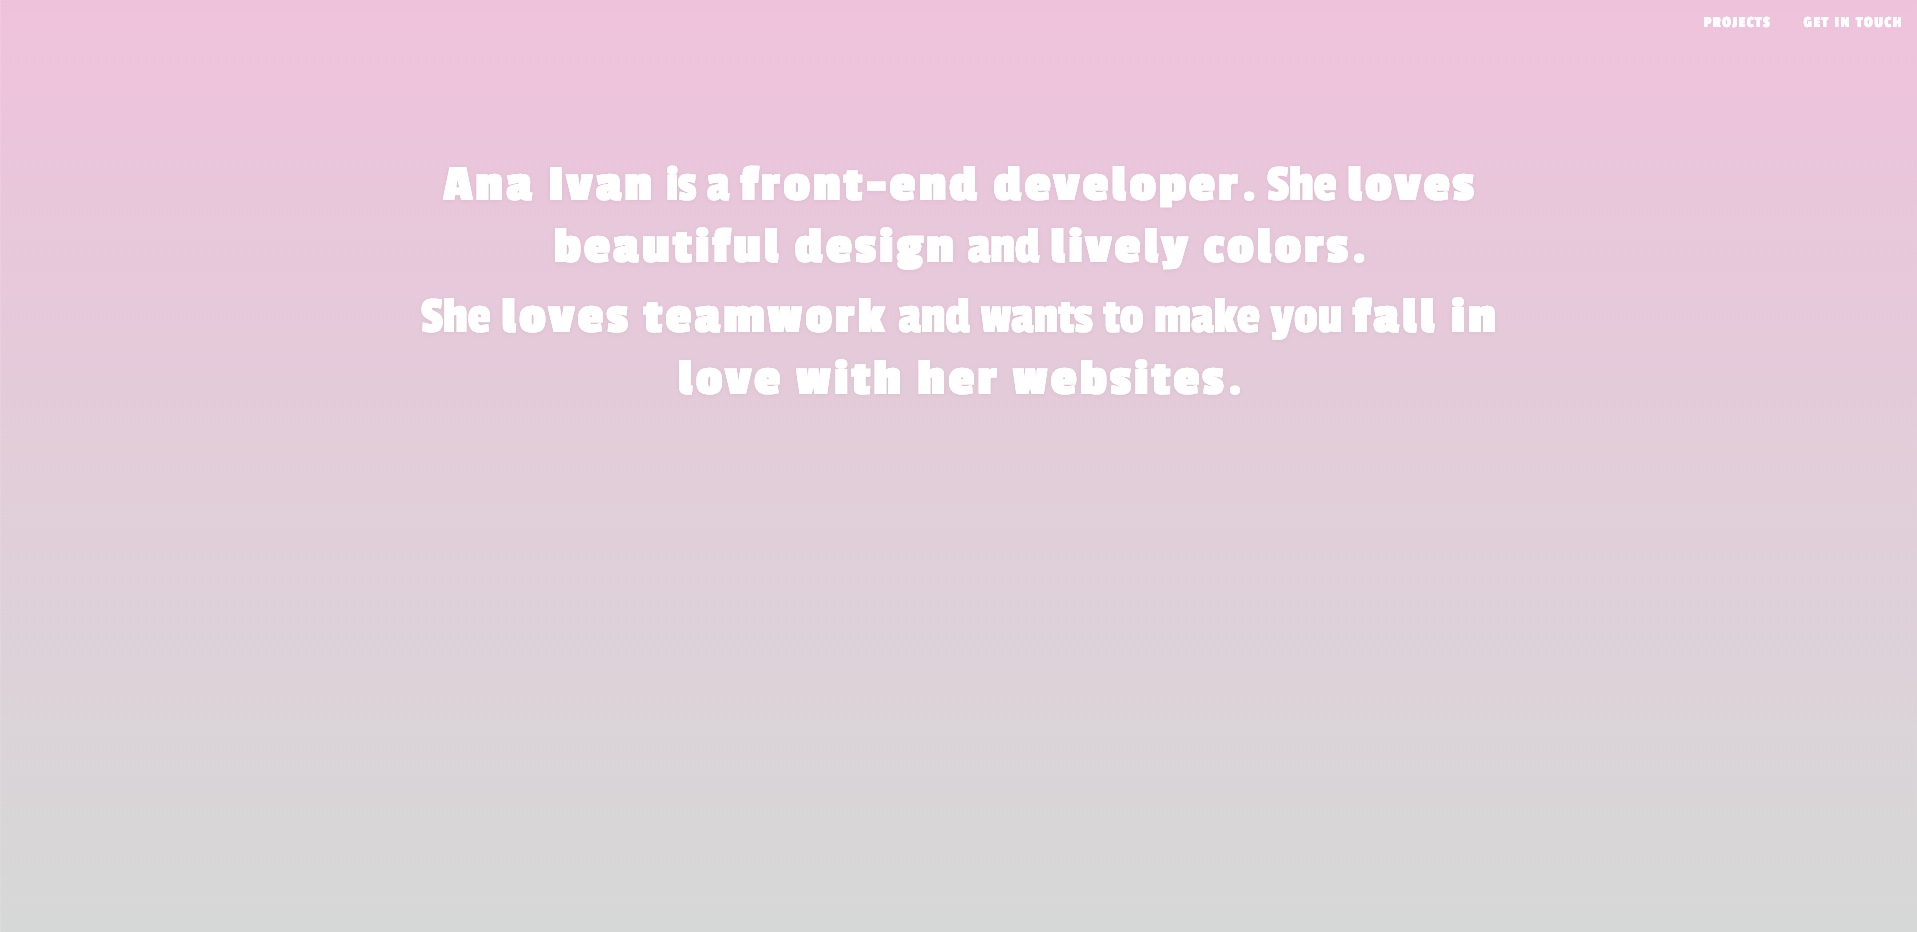 PROJECTS GET IN TOUCH
Ana Ivan is a front-end developer. She loves
beautiful design and lively colors.
She loves teamwork and wants to make you fall in
love with her websites.